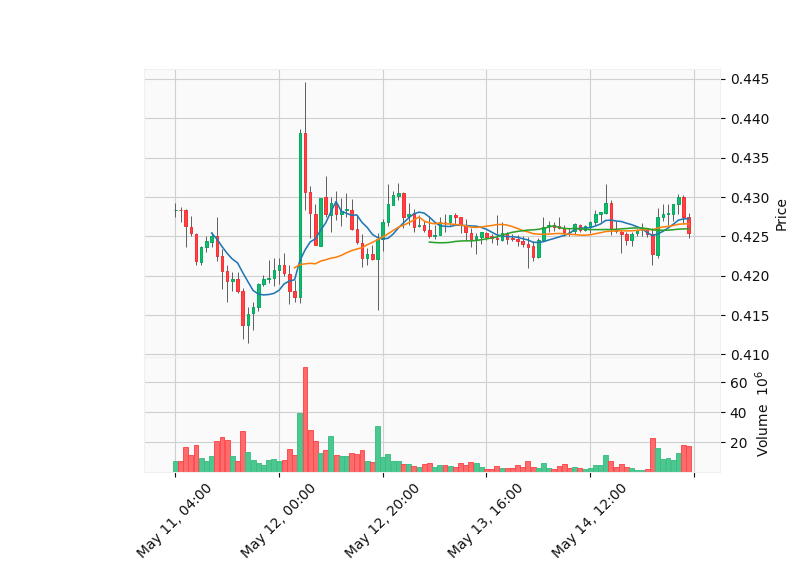 0.445
0.440
0.435
0.430
0.425
0.420
0.415
0.410
Price
60
40
20
Volume 10^6
May 11, 04:00
May 12, 00:00
May 12, 20:00
May 13, 16:00
May 14, 12:00